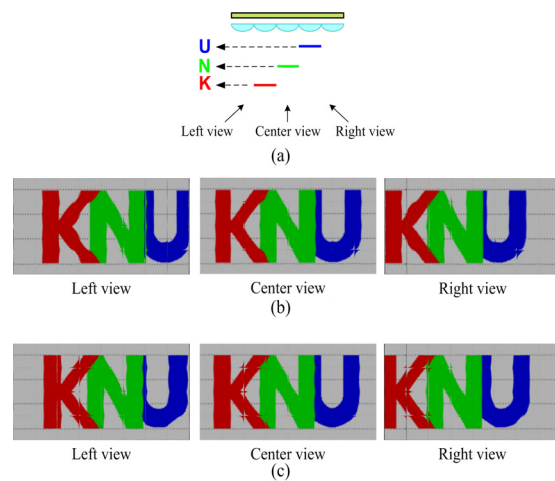 U
N
K
Left view Center view Right view
(a)
KNU KNU KNU
Left view Center view Right view
(b)
KNU KNU KNU
Left view Center view Right view
(c)